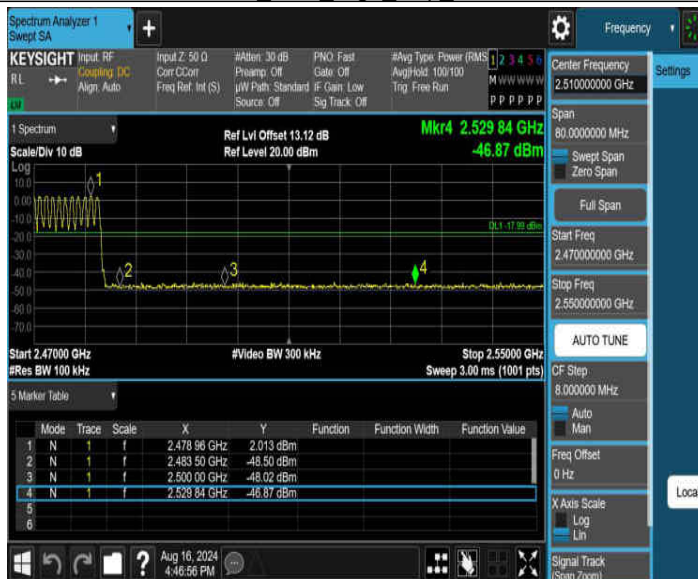 Spectrum Analyzer 1
Swept SA
+
Frequency
KEYSIGHT
RL
LW
Input: RF
Coupling: DC
Align: Auto
Input Z: 50 Ω
Corr CCorr
Freq Ref: Int (S)
#Atten: 30 dB
Preamp: Off
µW Path: Standard
Source: Off
PNO: Fast
Gate: Off
IF Gain: Low
Sig Track: Off
#Avg Type: Power (RMS
Avg|Hold: 100/100
Trig: Free Run
1 2 3 4 5 6
M W W W W W
P P P P P P
1 Spectrum
Scale/Div 10 dB
Log
Ref Lvl Offset 13.12 dB
Ref Level 20.00 dBm
Mkr4 2.529 84 GHz
-46.87 dBm
10.0
0.00
-10.0
-20.0
-30.0
-40.0
-50.0
-60.0
-70.0
1
2
3
4
DL1 -17.99 dBm
Start 2.47000 GHz
#Res BW 100 kHz
#Video BW 300 kHz
Stop 2.55000 GHz
Sweep 3.00 ms (1001 pts)
5 Marker Table
Mode Trace Scale X Y Function Function Width Function Value
1 N 1 f 2.478 96 GHz 2.013 dBm
2 N 1 f 2.483 50 GHz -48.50 dBm
3 N 1 f 2.500 00 GHz -48.02 dBm
4 N 1 f 2.529 84 GHz -46.87 dBm
5
6
?
Aug 16, 2024
4:46:56 PM
Center Frequency
2.510000000 GHz
Settings
Span
80.0000000 MHz
Swept Span
Zero Span
Full Span
Start Freq
2.470000000 GHz
Stop Freq
2.550000000 GHz
AUTO TUNE
CF Step
8.000000 MHz
Auto
Man
Freq Offset
0 Hz
X Axis Scale
Log
Lin
Signal Track
(Span Zoom)
Loca